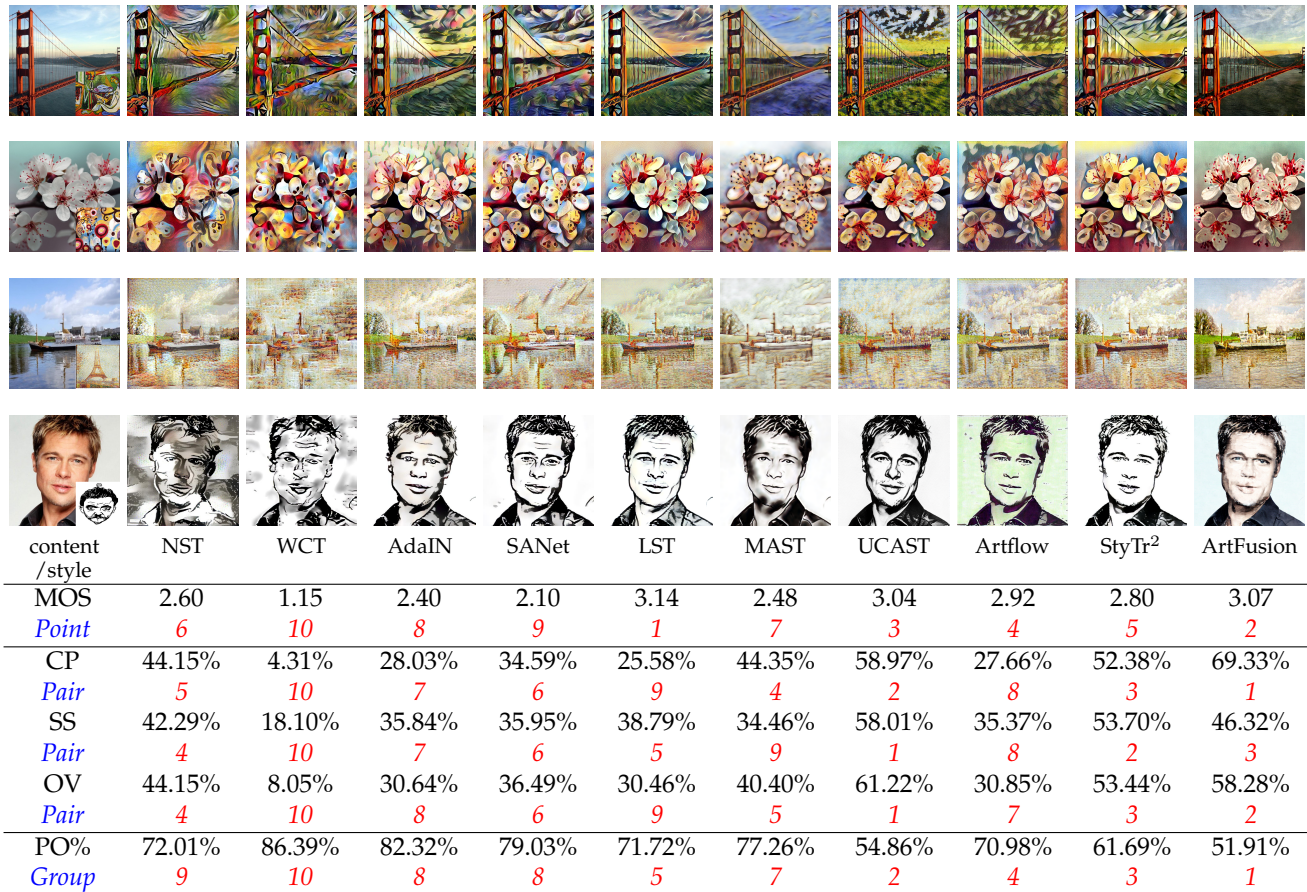 content NST WCT AdaIN SANet LST MAST UCAST Artflow StyTr² ArtFusion
/style
MOS 2.60 1.15 2.40 2.10 3.14 2.48 3.04 2.92 2.80 3.07
Point 6 10 8 9 1 7 3 4 5 2
CP 44.15% 4.31% 28.03% 34.59% 25.58% 44.35% 58.97% 27.66% 52.38% 69.33%
Pair 5 10 7 6 9 4 2 8 3 1
SS 42.29% 18.10% 35.84% 35.95% 38.79% 34.46% 58.01% 35.37% 53.70% 46.32%
Pair 4 10 7 6 5 9 1 8 2 3
OV 44.15% 8.05% 30.64% 36.49% 30.46% 40.40% 61.22% 30.85% 53.44% 58.28%
Pair 4 10 8 6 9 5 1 7 3 2
PO% 72.01% 86.39% 82.32% 79.03% 71.72% 77.26% 54.86% 70.98% 61.69% 51.91%
Group 9 10 8 8 5 7 2 4 3 1